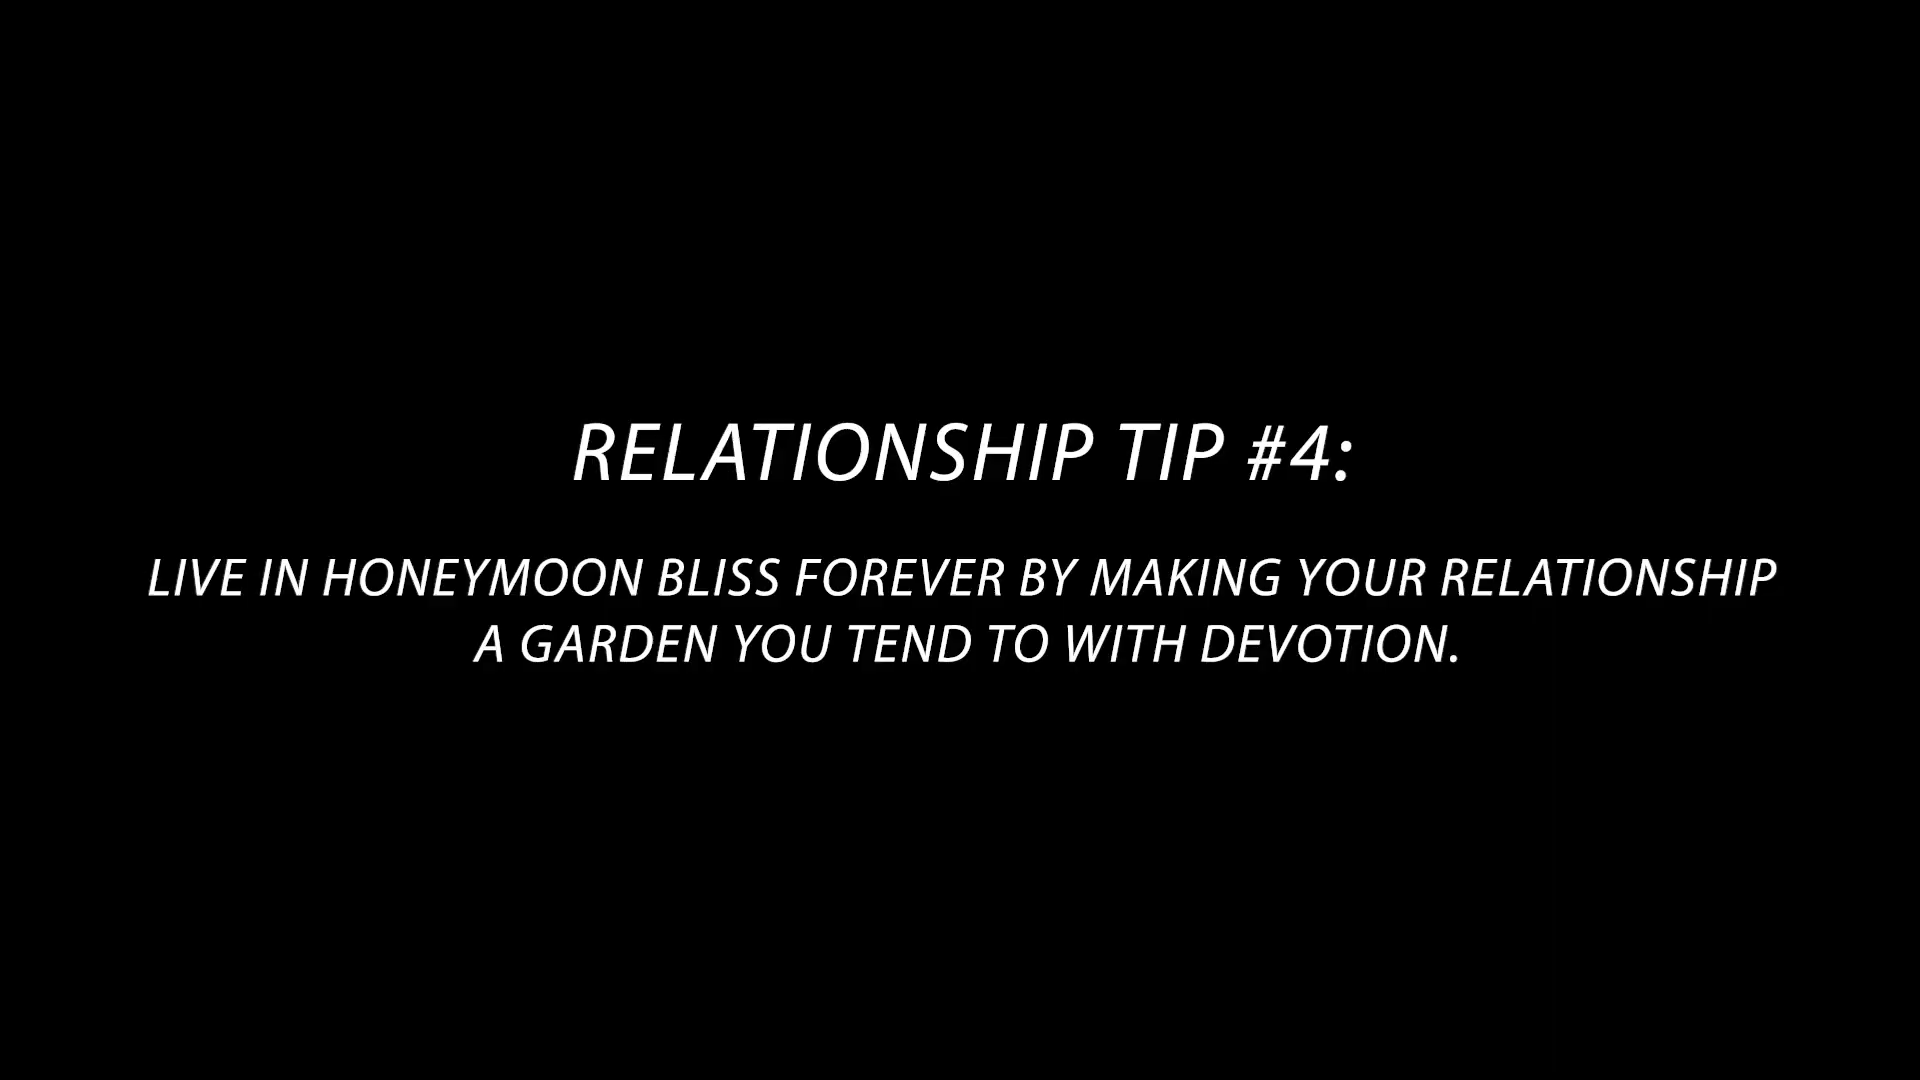 RELATIONSHIP TIP #4:
LIVE IN HONEYMOON BLISS FOREVER BY MAKING YOUR RELATIONSHIP
A GARDEN YOU TEND TO WITH DEVOTION.